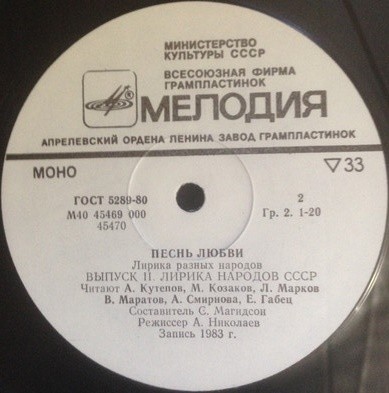 МИНИСТЕРСТВО
КУЛЬТУРЫ СССР
ВСЕСОЮЗНАЯ ФИРМА
ГРАМПЛАСТИНОК
МЕЛОДИЯ
АПРЕЛЕВСКИЙ ОРДЕНА ЛЕНИНА ЗАВОД ГРАМПЛАСТИНОК
МОНО ▽33
ГОСТ 5289-80 2
М40 45469 000 Гр. 2. 1-20
45470
ПЕСНЬ ЛЮБВИ
Лирика разных народов
ВЫПУСК II. ЛИРИКА НАРОДОВ СССР
Читают А. Кутепов, М. Козаков, Л. Марков
В. Маратов, А. Смирнова, Е. Габец
Составитель С. Магидсон
Режиссер А. Николаев
Запись 1983 г.